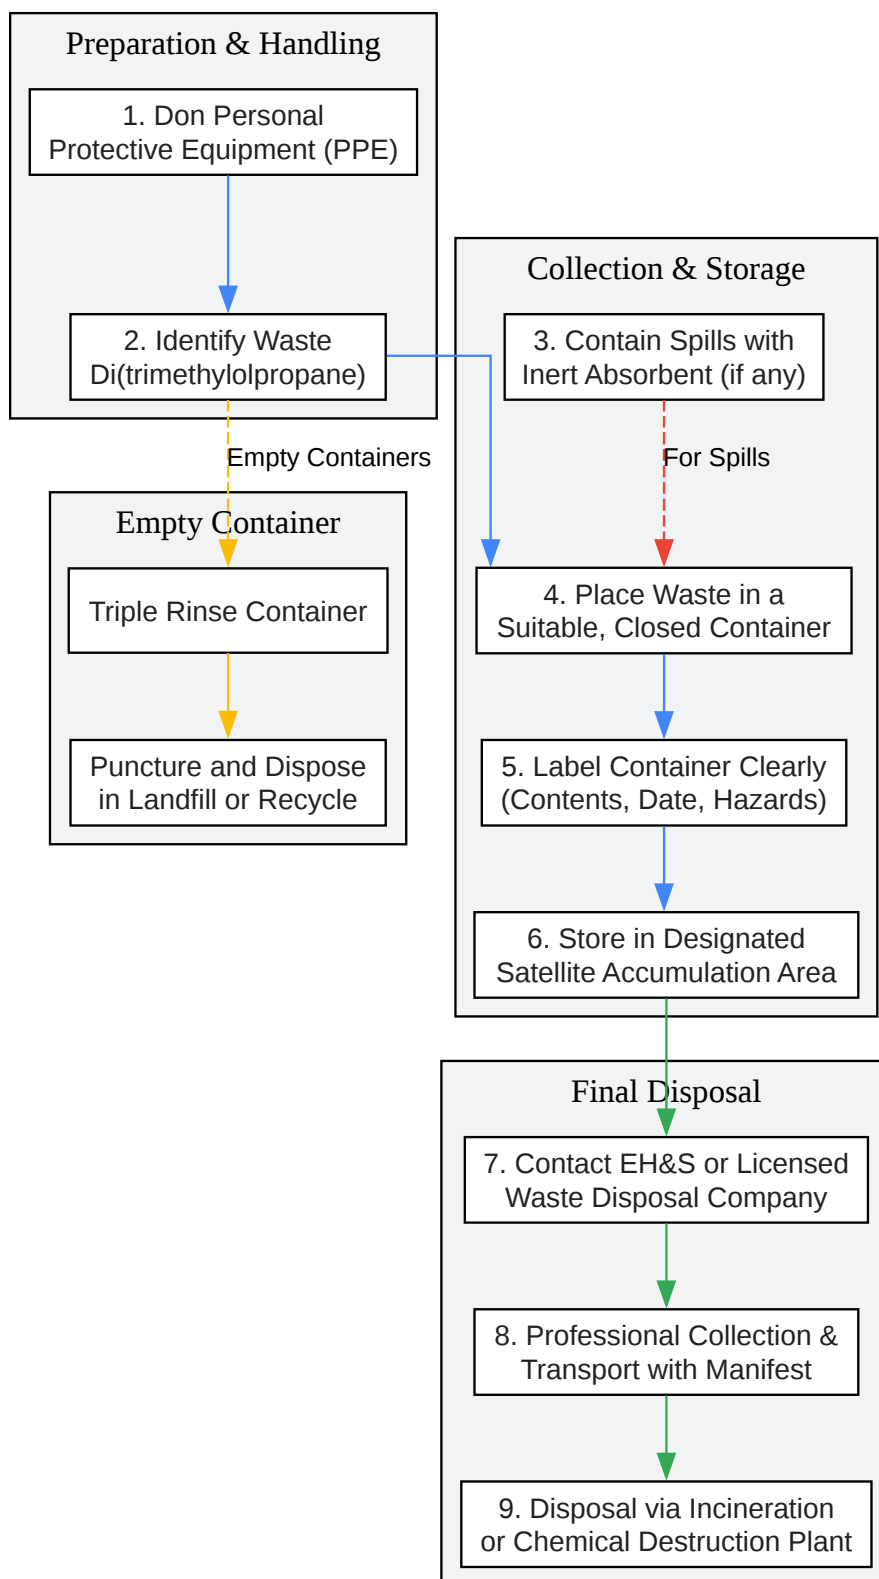 Preparation & Handling
1. Don Personal
Protective Equipment (PPE)
2. Identify Waste
Di(trimethylolpropane)
Empty Containers
Empty Container
Triple Rinse Container
Puncture and Dispose
in Landfill or Recycle
Collection & Storage
3. Contain Spills with
Inert Absorbent (if any)
For Spills
4. Place Waste in a
Suitable, Closed Container
5. Label Container Clearly
(Contents, Date, Hazards)
6. Store in Designated
Satellite Accumulation Area
Final Disposal
7. Contact EH&S or Licensed
Waste Disposal Company
8. Professional Collection &
Transport with Manifest
9. Disposal via Incineration
or Chemical Destruction Plant